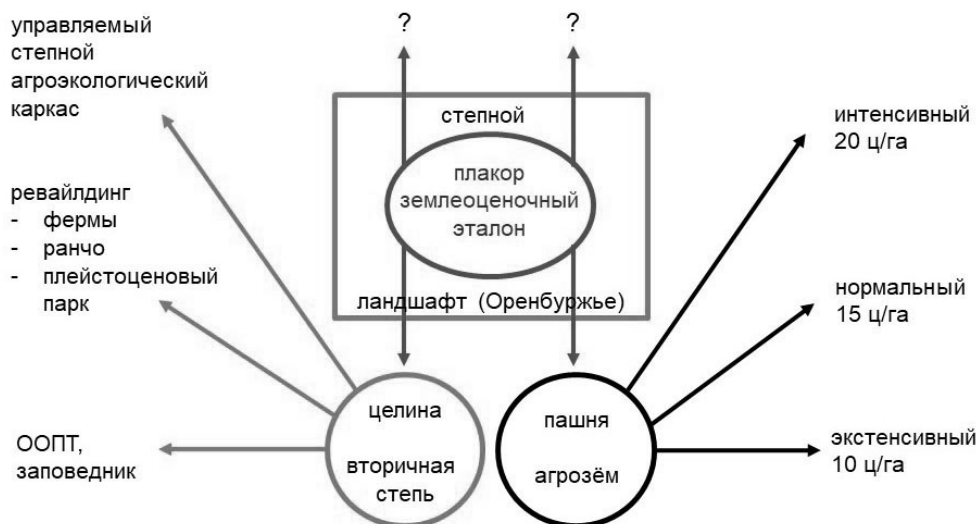 управляемый
степной
агроэкологический
каркас
ревайлдинг
- фермы
- ранчо
- плейстоценовый
парк
ООПТ,
заповедник
?
?
степной
плакор
землеоценочный
эталон
ландшафт (Оренбуржье)
целина
вторичная
степь
пашня
агрозём
интенсивный
20 ц/га
нормальный
15 ц/га
экстенсивный
10 ц/га